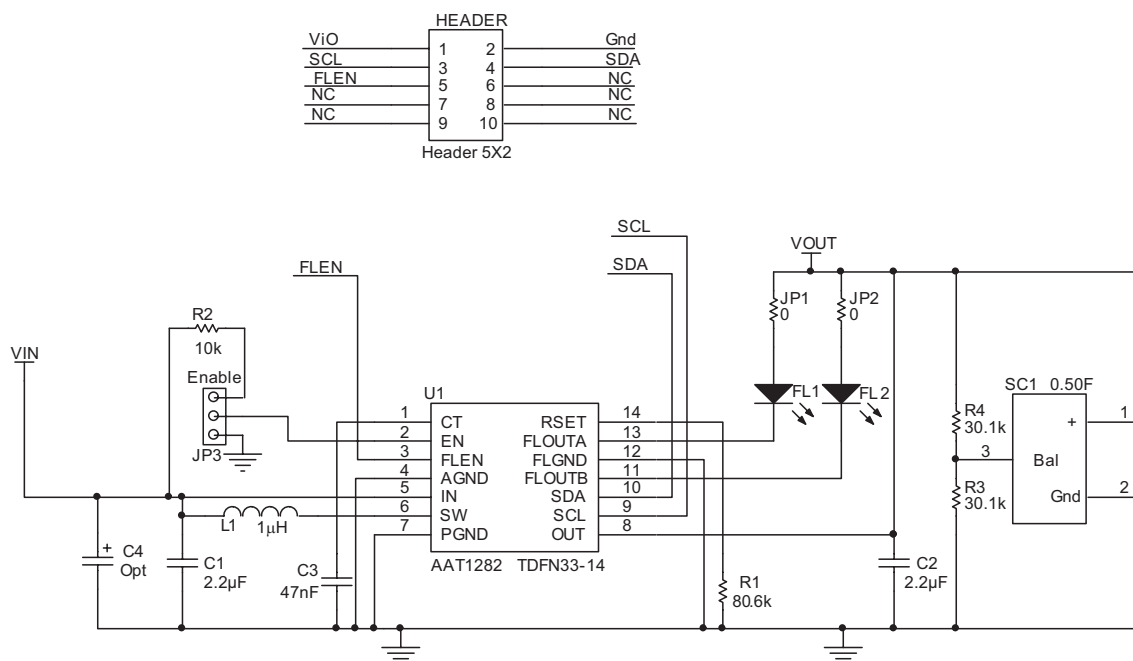 HEADER
ViO 1 2 Gnd
SCL 3 4 SDA
FLEN 5 6 NC
NC 7 8 NC
NC 9 10 NC
Header 5X2
SCL
SDA
FLEN
VOUT
JP1
0
JP2
0
R2
10k
VIN
Enable
JP3
FL1
FL2
SC1 0.50F
U1
1 CT RSET 14
2 EN FLOUTA 13
3 FLEN FLGND 12
4 AGND FLOUTB 11
5 IN SDA 10
6 SW SCL 9
7 PGND OUT 8
AAT1282 TDFN33-14
R4
30.1k
3
R3
30.1k
+ 1
Bal
Gnd 2
L1 1µH
+
C4
Opt
C1
2.2µF
C3
47nF
R1
80.6k
C2
2.2µF